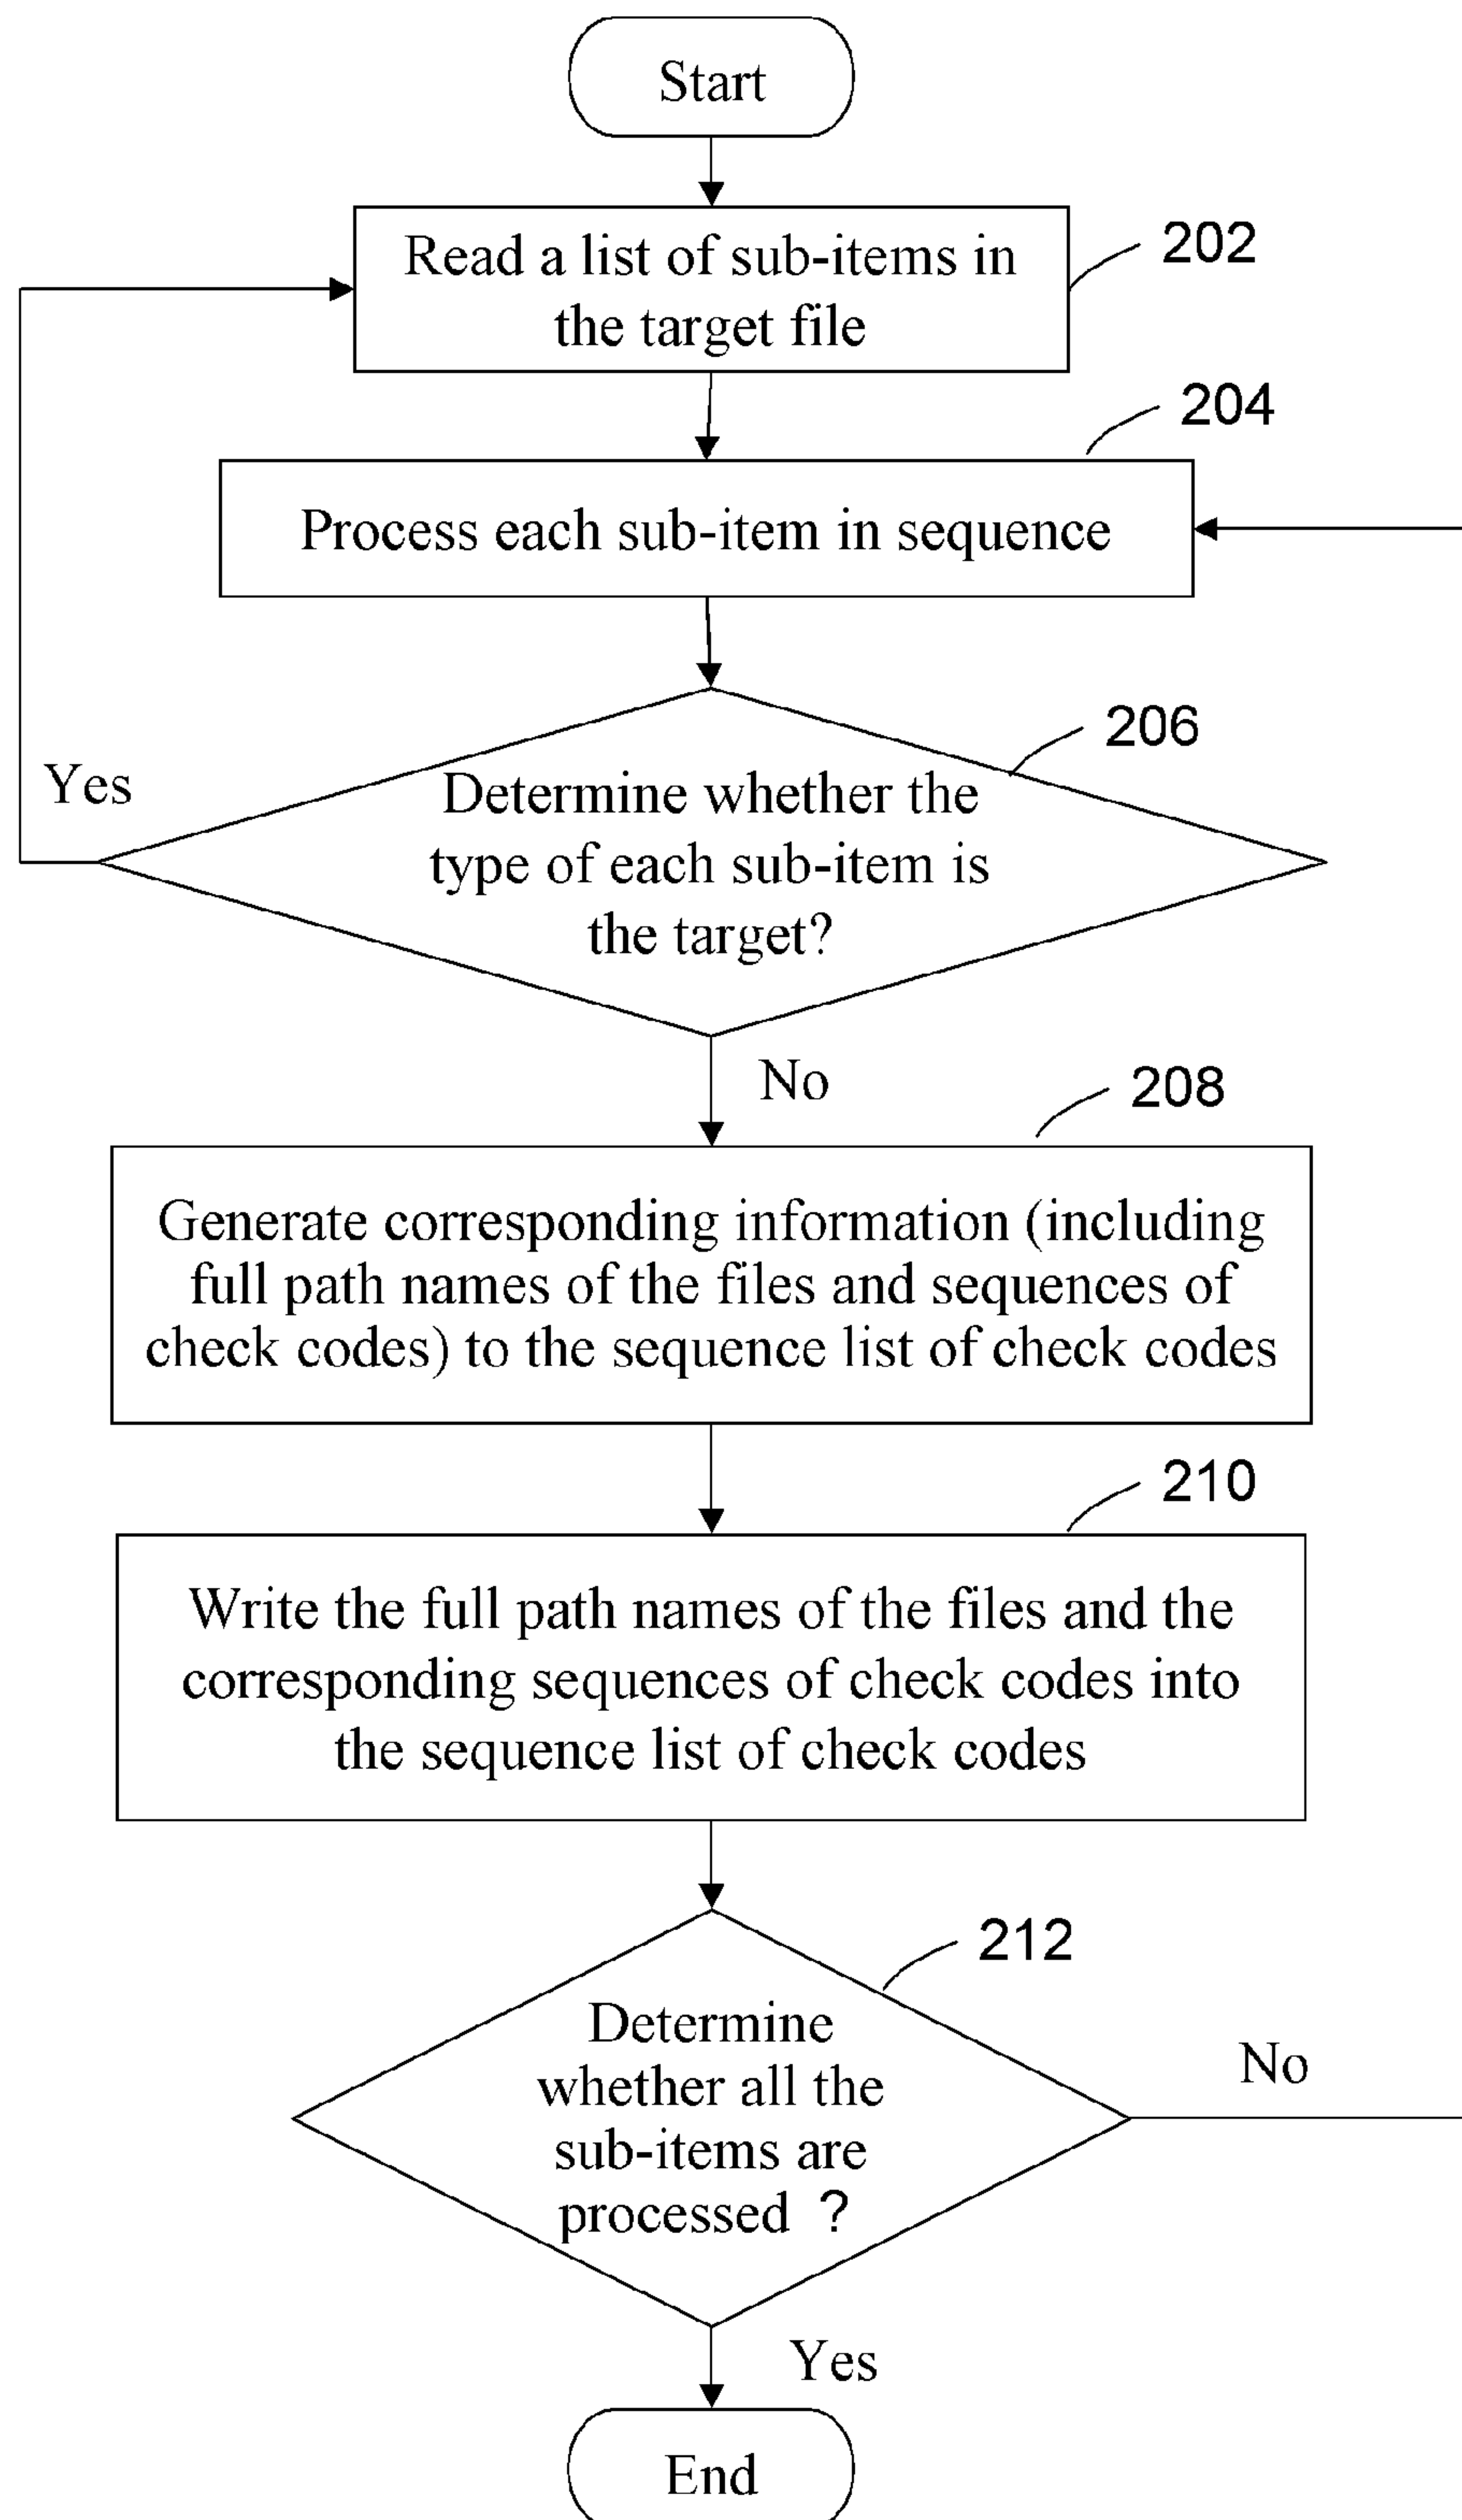 Start
Read a list of sub-items in
the target file
202
204
Process each sub-item in sequence
206
Yes
Determine whether the
type of each sub-item is
the target?
No
208
Generate corresponding information (including
full path names of the files and sequences of
check codes) to the sequence list of check codes
210
Write the full path names of the files and the
corresponding sequences of check codes into
the sequence list of check codes
212
Determine
whether all the
sub-items are
processed ?
No
Yes
End